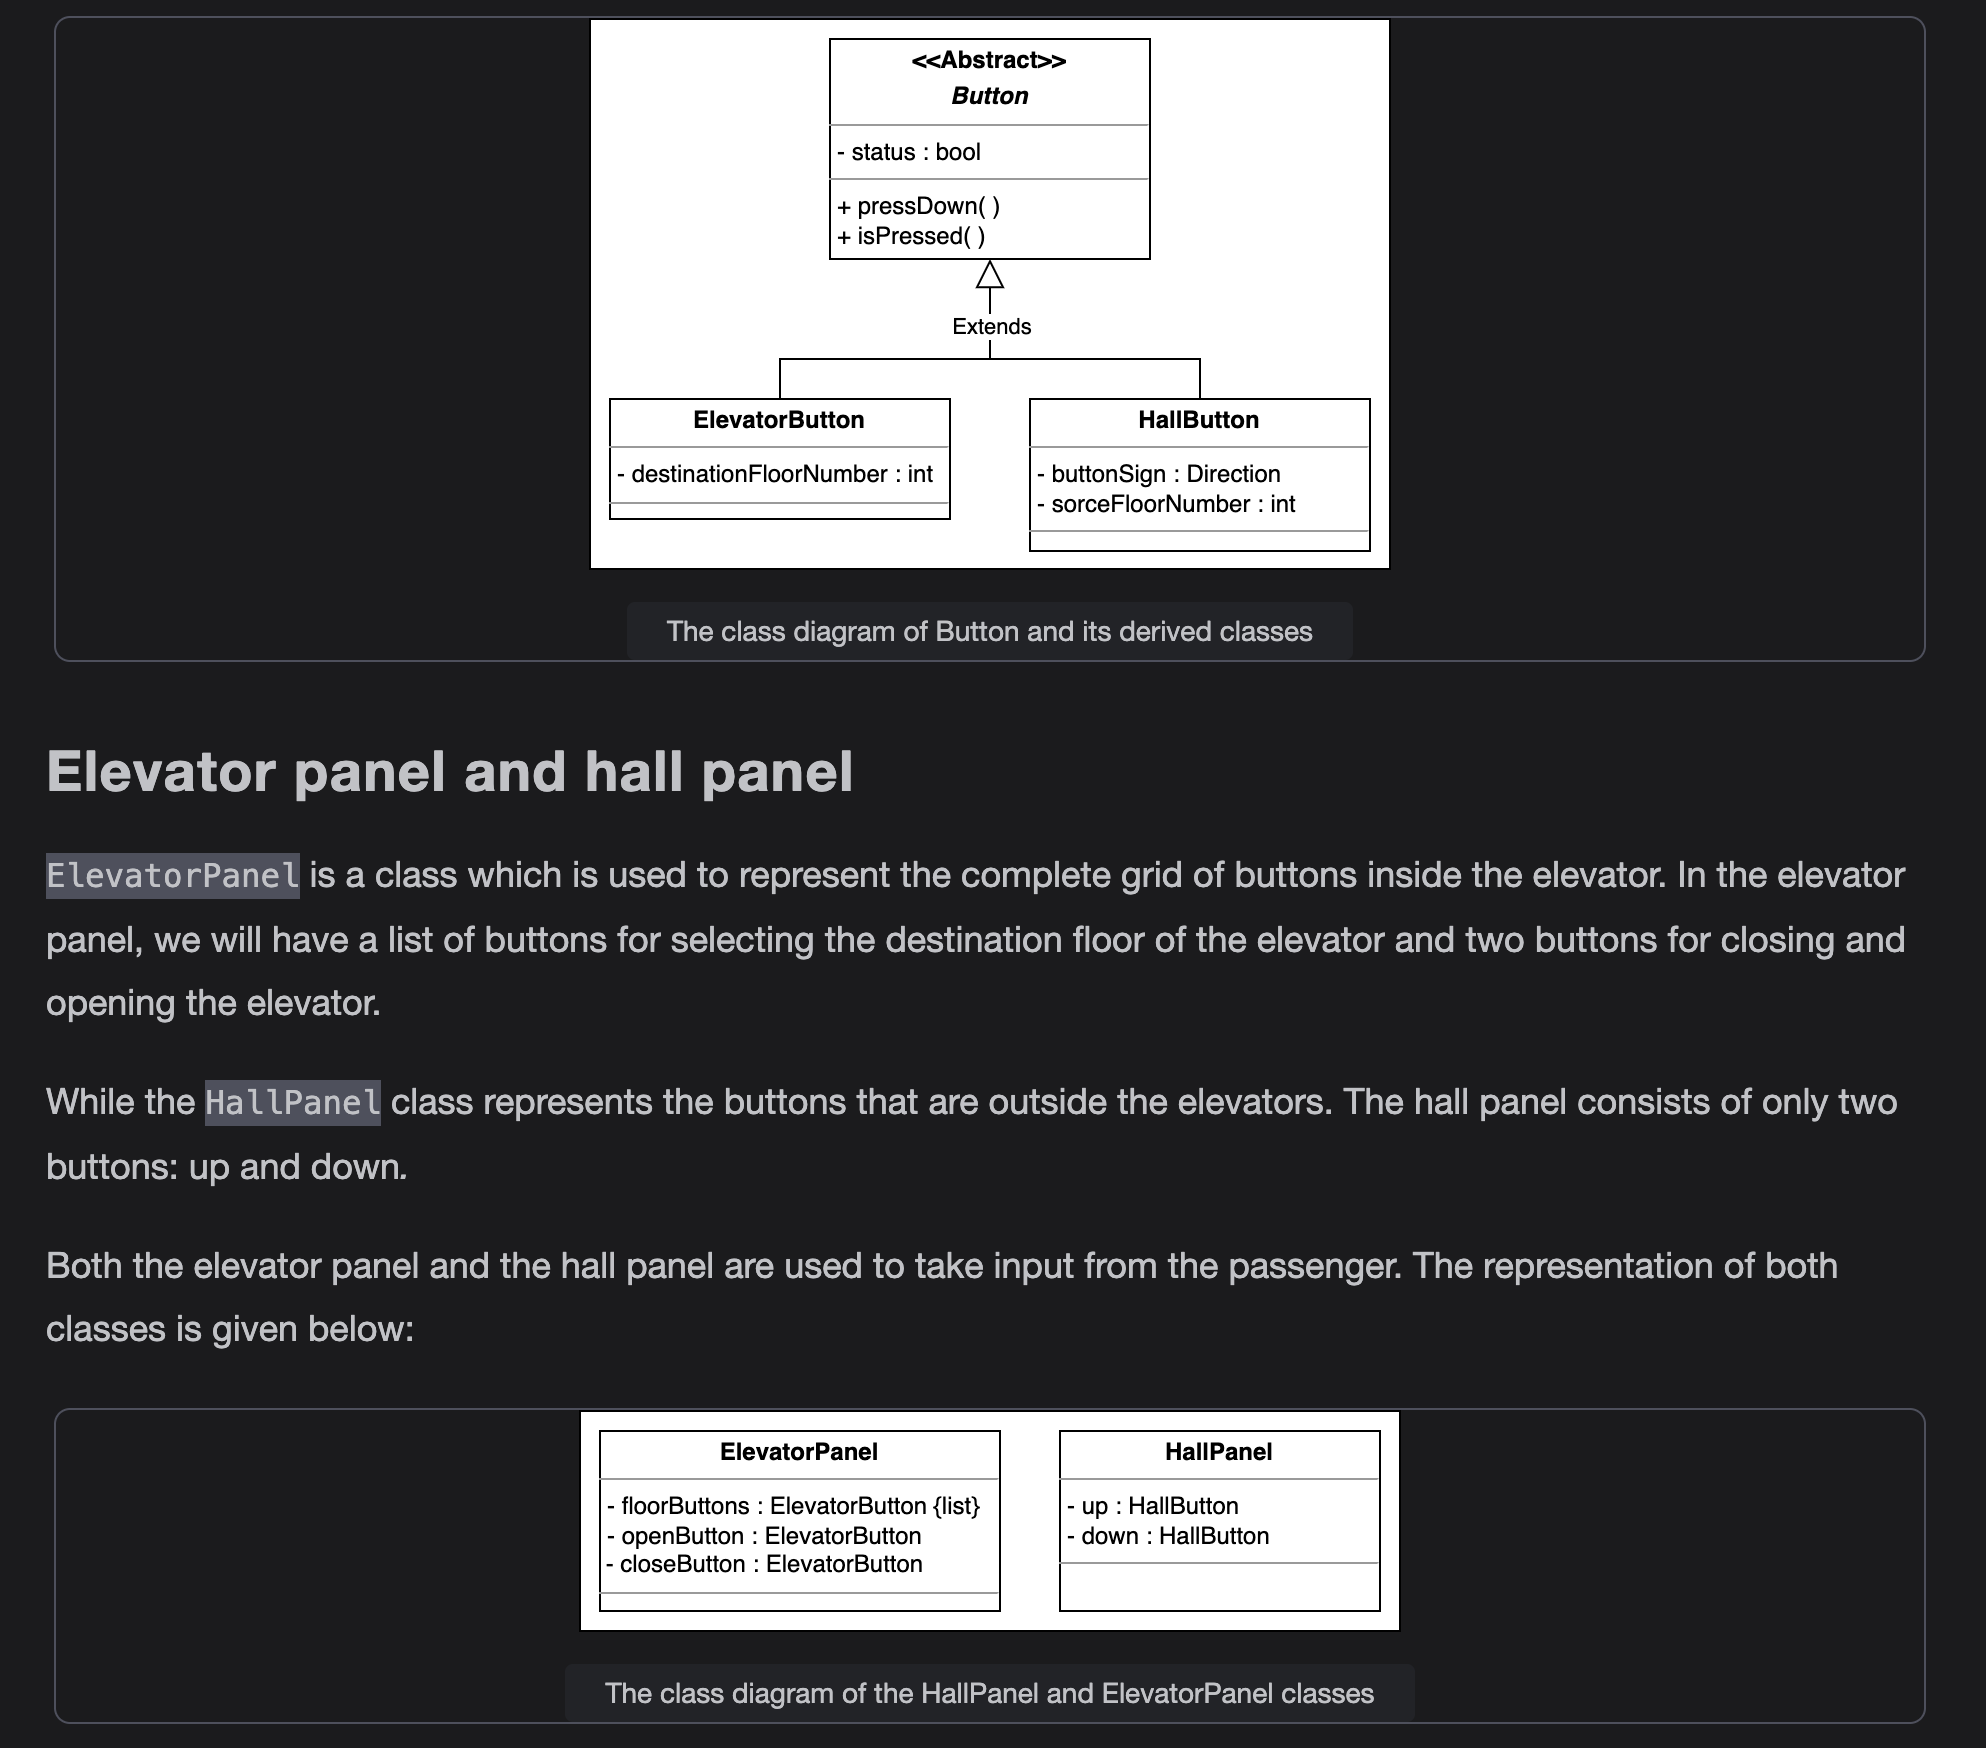 <<Abstract>>
Button
- status : bool
+ pressDown( )
+ isPressed( )
Extends
ElevatorButton
- destinationFloorNumber : int
HallButton
- buttonSign : Direction
- sorceFloorNumber : int
The class diagram of Button and its derived classes
Elevator panel and hall panel
ElevatorPanel is a class which is used to represent the complete grid of buttons inside the elevator. In the elevator
panel, we will have a list of buttons for selecting the destination floor of the elevator and two buttons for closing and
opening the elevator.
While the HallPanel class represents the buttons that are outside the elevators. The hall panel consists of only two
buttons: up and down.
Both the elevator panel and the hall panel are used to take input from the passenger. The representation of both
classes is given below:
ElevatorPanel
- floorButtons : ElevatorButton {list}
- openButton : ElevatorButton
- closeButton : ElevatorButton
HallPanel
- up : HallButton
- down : HallButton
The class diagram of the HallPanel and ElevatorPanel classes